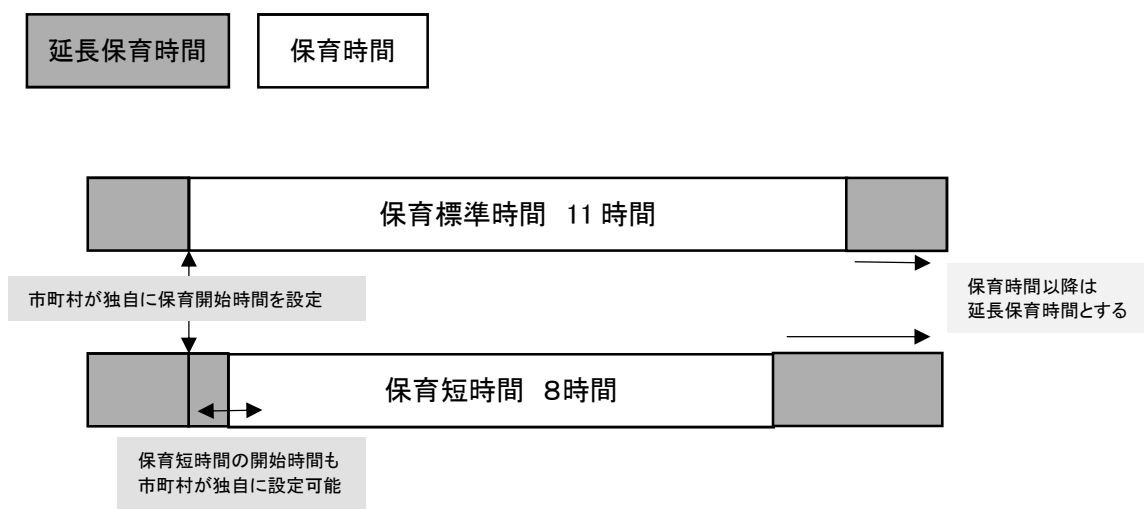 延長保育時間
保育時間
保育標準時間 11 時間
市町村が独自に保育開始時間を設定
保育時間以降は
延長保育時間とする
保育短時間 8時間
保育短時間の開始時間も
市町村が独自に設定可能